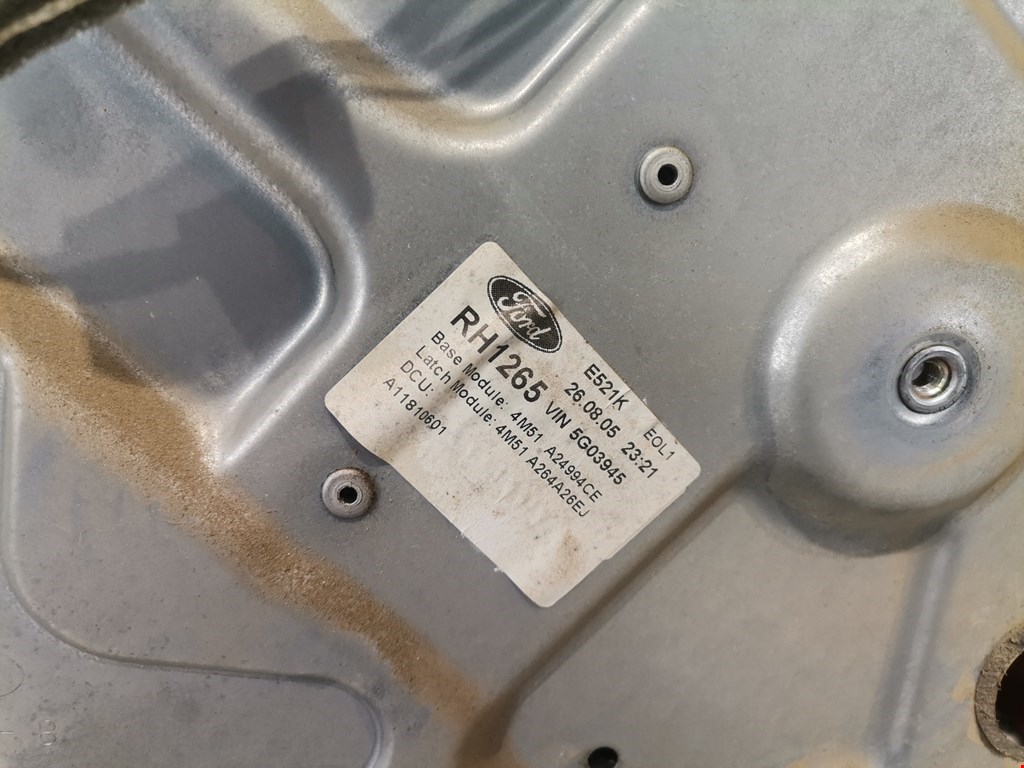 Ford
E521K EOL1
26.08.05 23:21
RH1265 VIN 5G03945
Base Module: 4M51 A24994CE
Latch Module: 4M51 A264A26EJ
DCU:
A11810601